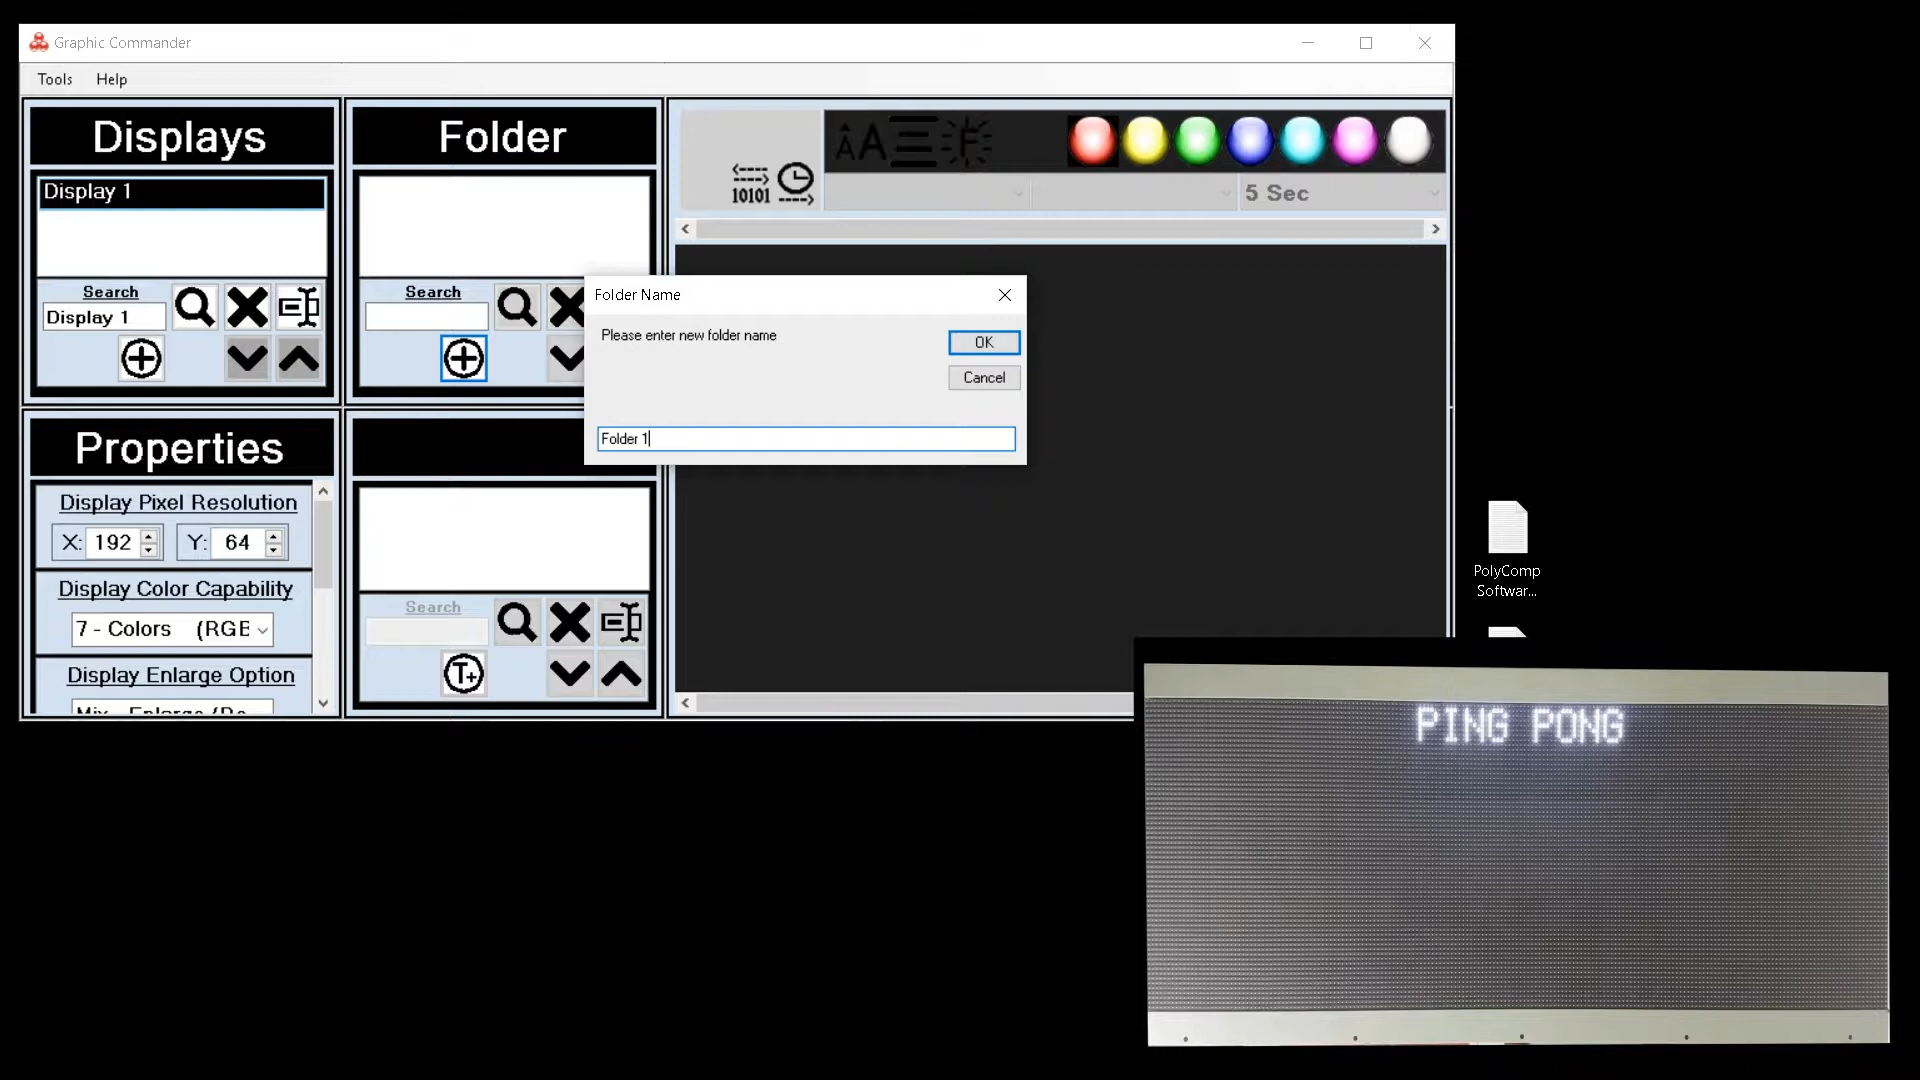 Graphic Commander
Tools Help
Displays
Display 1
Search
Display 1
Folder
Search
10101
AA
F
5 Sec
Folder Name
Please enter new folder name
OK
Cancel
Folder 1
Properties
Display Pixel Resolution
X: 192 Y: 64
Display Color Capability
7 - Colors (RGB
Display Enlarge Option
Search
T+
PolyComp
Softwar...
PING PONG